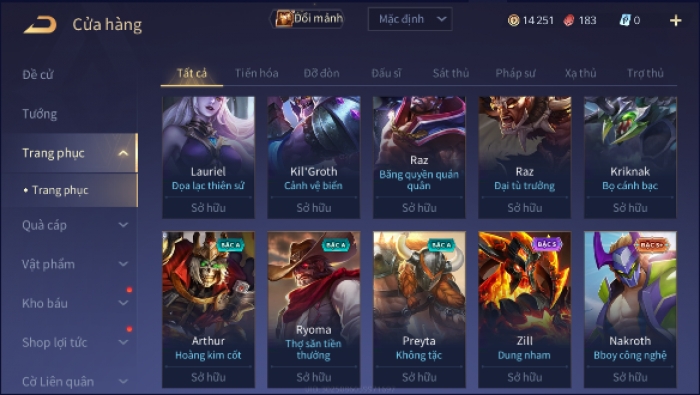 Cửa hàng
Đổi mảnh
Mặc định
14 251
183
0
Đề cử
Tướng
Trang phục
• Trang phục
Quà cáp
Vật phẩm
Kho báu
Shop lợi tức
Cờ Liên quân
Tất cả
Tiến hóa
Đỡ đòn
Đấu sĩ
Sát thủ
Pháp sư
Xạ thủ
Trợ thủ
Lauriel
Đọa lạc thiên sứ
Sở hữu
Kil'Groth
Cảnh vệ biển
Sở hữu
Raz
Băng quyền quán quân
Sở hữu
Raz
Đại tù trưởng
Sở hữu
Kriknak
Bọ cánh bạc
Sở hữu
BẬC A
Arthur
Hoàng kim cốt
Sở hữu
BẬC A
Ryoma
Thợ săn tiền thưởng
Sở hữu
BẬC A
Preyta
Không tặc
Sở hữu
BẬC S
Zill
Dung nham
Sở hữu
BẬC S+
Nakroth
Bboy công nghệ
Sở hữu